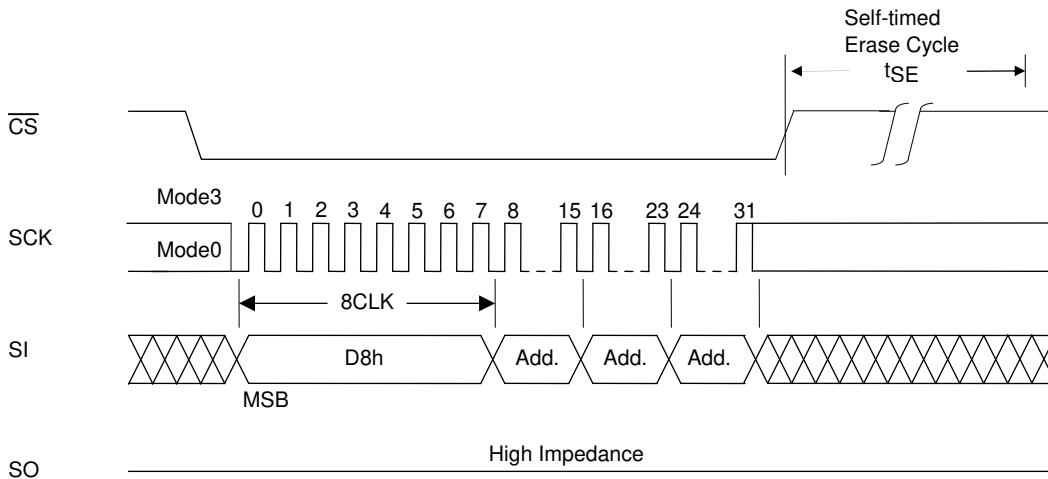 Self-timed
Erase Cycle
tSE
CS
Mode3
0 1 2 3 4 5 6 7 8 15 16 23 24 31
SCK
Mode0
8CLK
SI
D8h Add. Add. Add.
MSB
High Impedance
SO